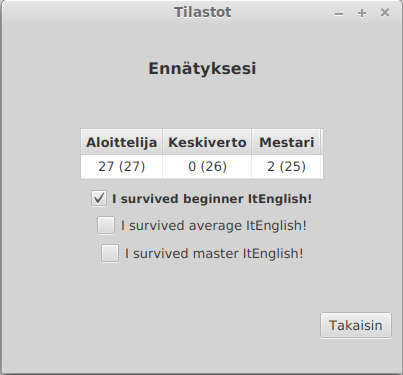 Tilastot
Ennätyksesi
Aloittelija Keskiverto Mestari
27 (27) 0 (26) 2 (25)
I survived beginner ItEnglish!
I survived average ItEnglish!
I survived master ItEnglish!
Takaisin